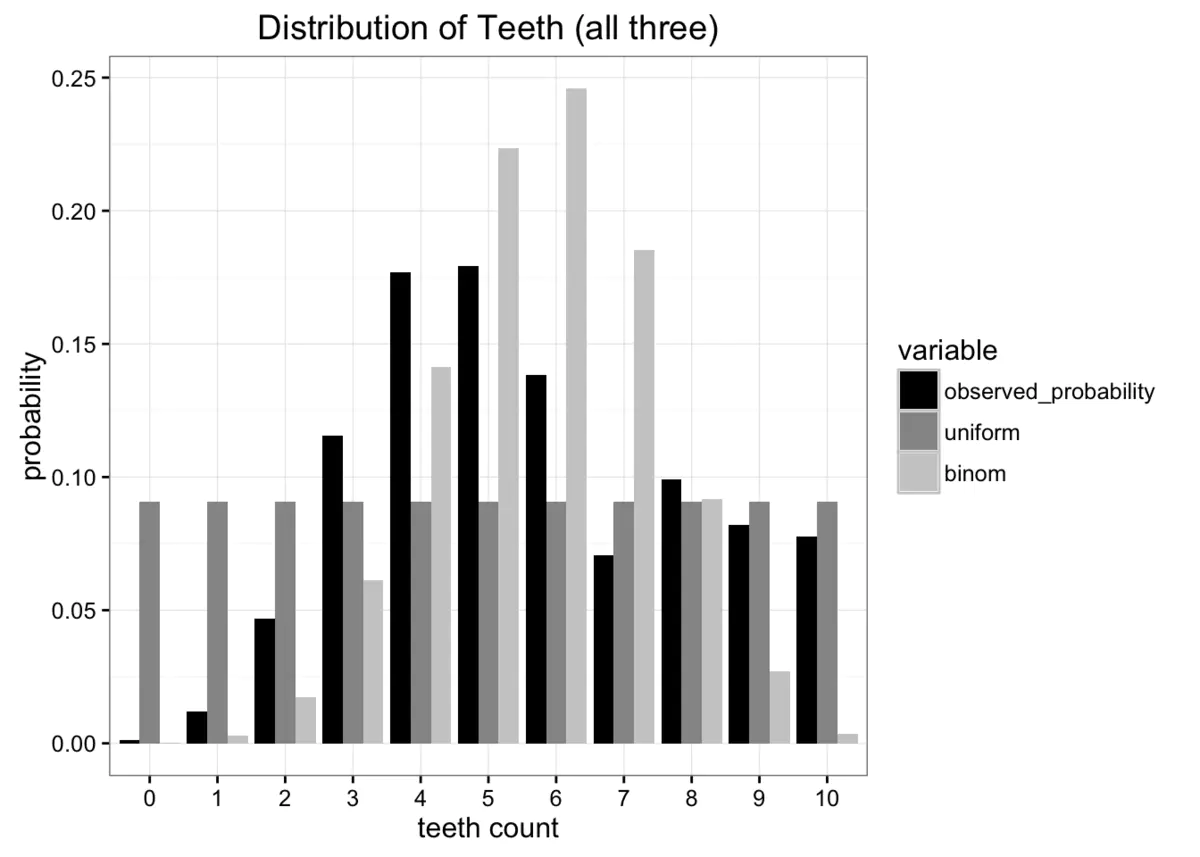 Distribution of Teeth (all three)
0.25
0.20
0.15
0.10
0.05
0.00
probability
0 1 2 3 4 5 6 7 8 9 10
teeth count
variable
observed_probability
uniform
binom